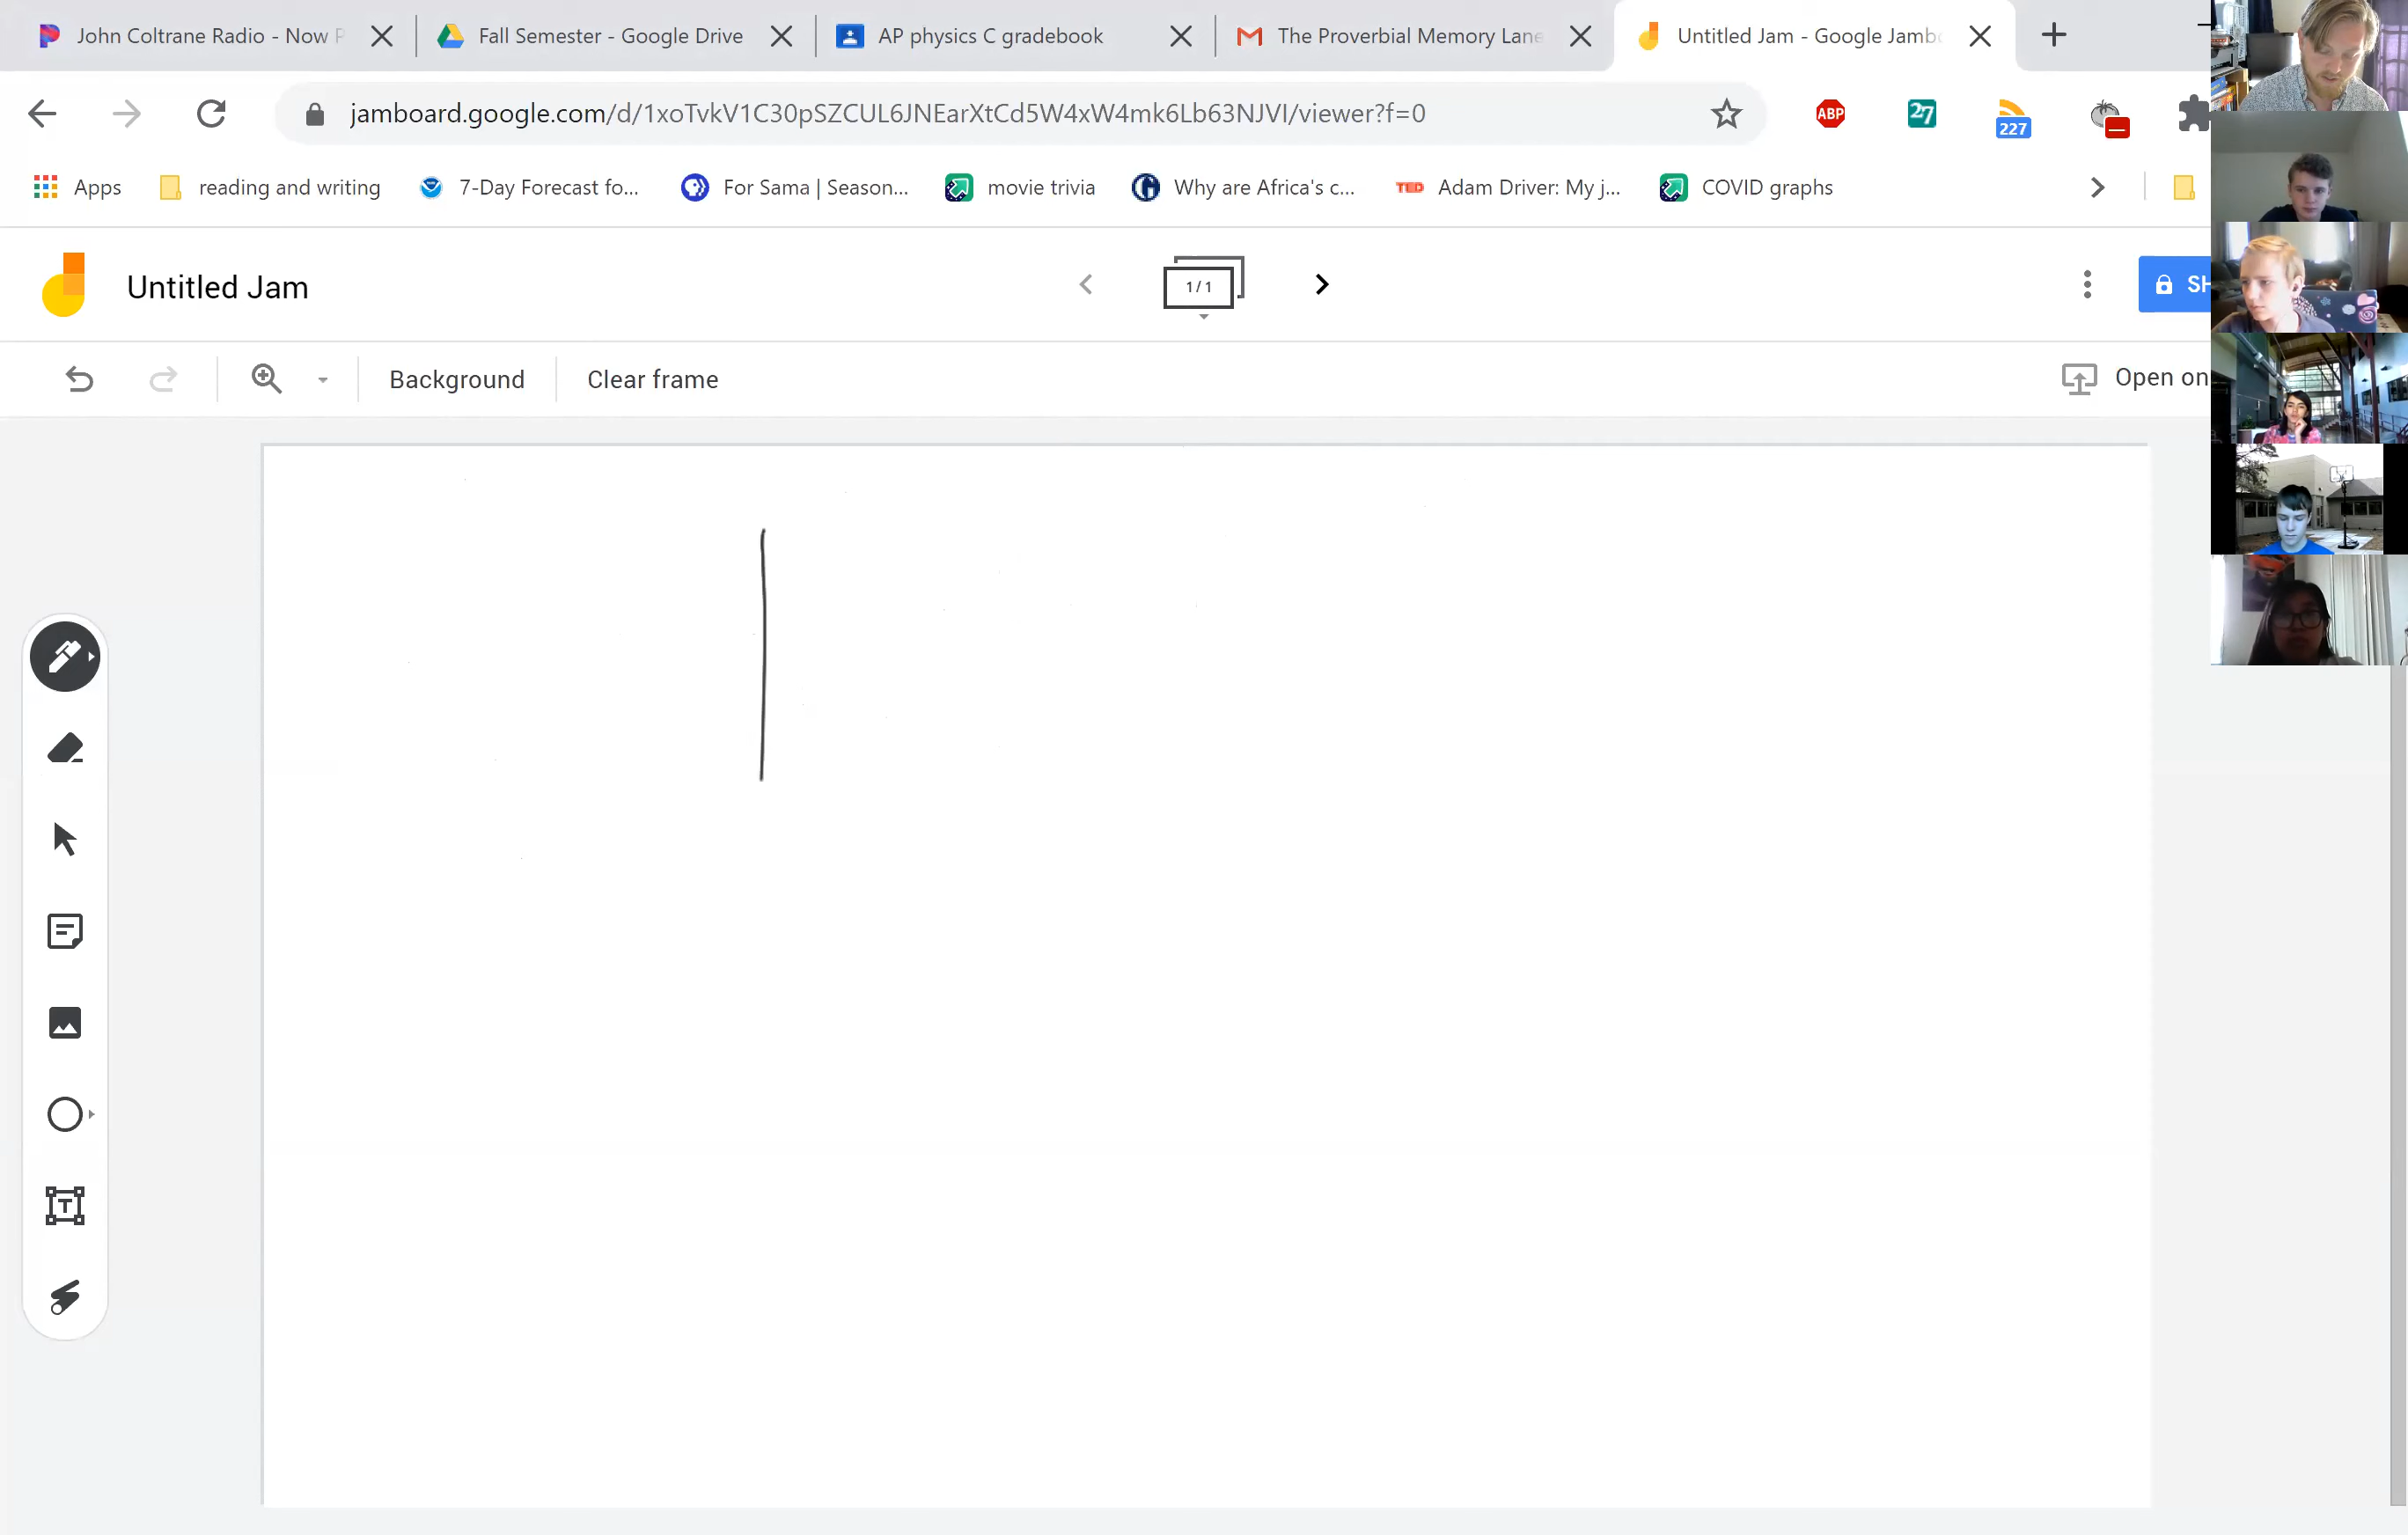 John Coltrane Radio - Now P
Fall Semester - Google Drive
AP physics C gradebook
The Proverbial Memory Lane
Untitled Jam - Google Jambo
jamboard.google.com/d/1xoTvkV1C30pSZCUL6JNEarXtCd5W4xW4mk6Lb63NJVI/viewer?f=0
ABP
27
227
Apps
reading and writing
7-Day Forecast fo...
For Sama | Season...
movie trivia
Why are Africa's c...
TED
Adam Driver: My j...
COVID graphs
Untitled Jam
1 / 1
SH
Background
Clear frame
Open on